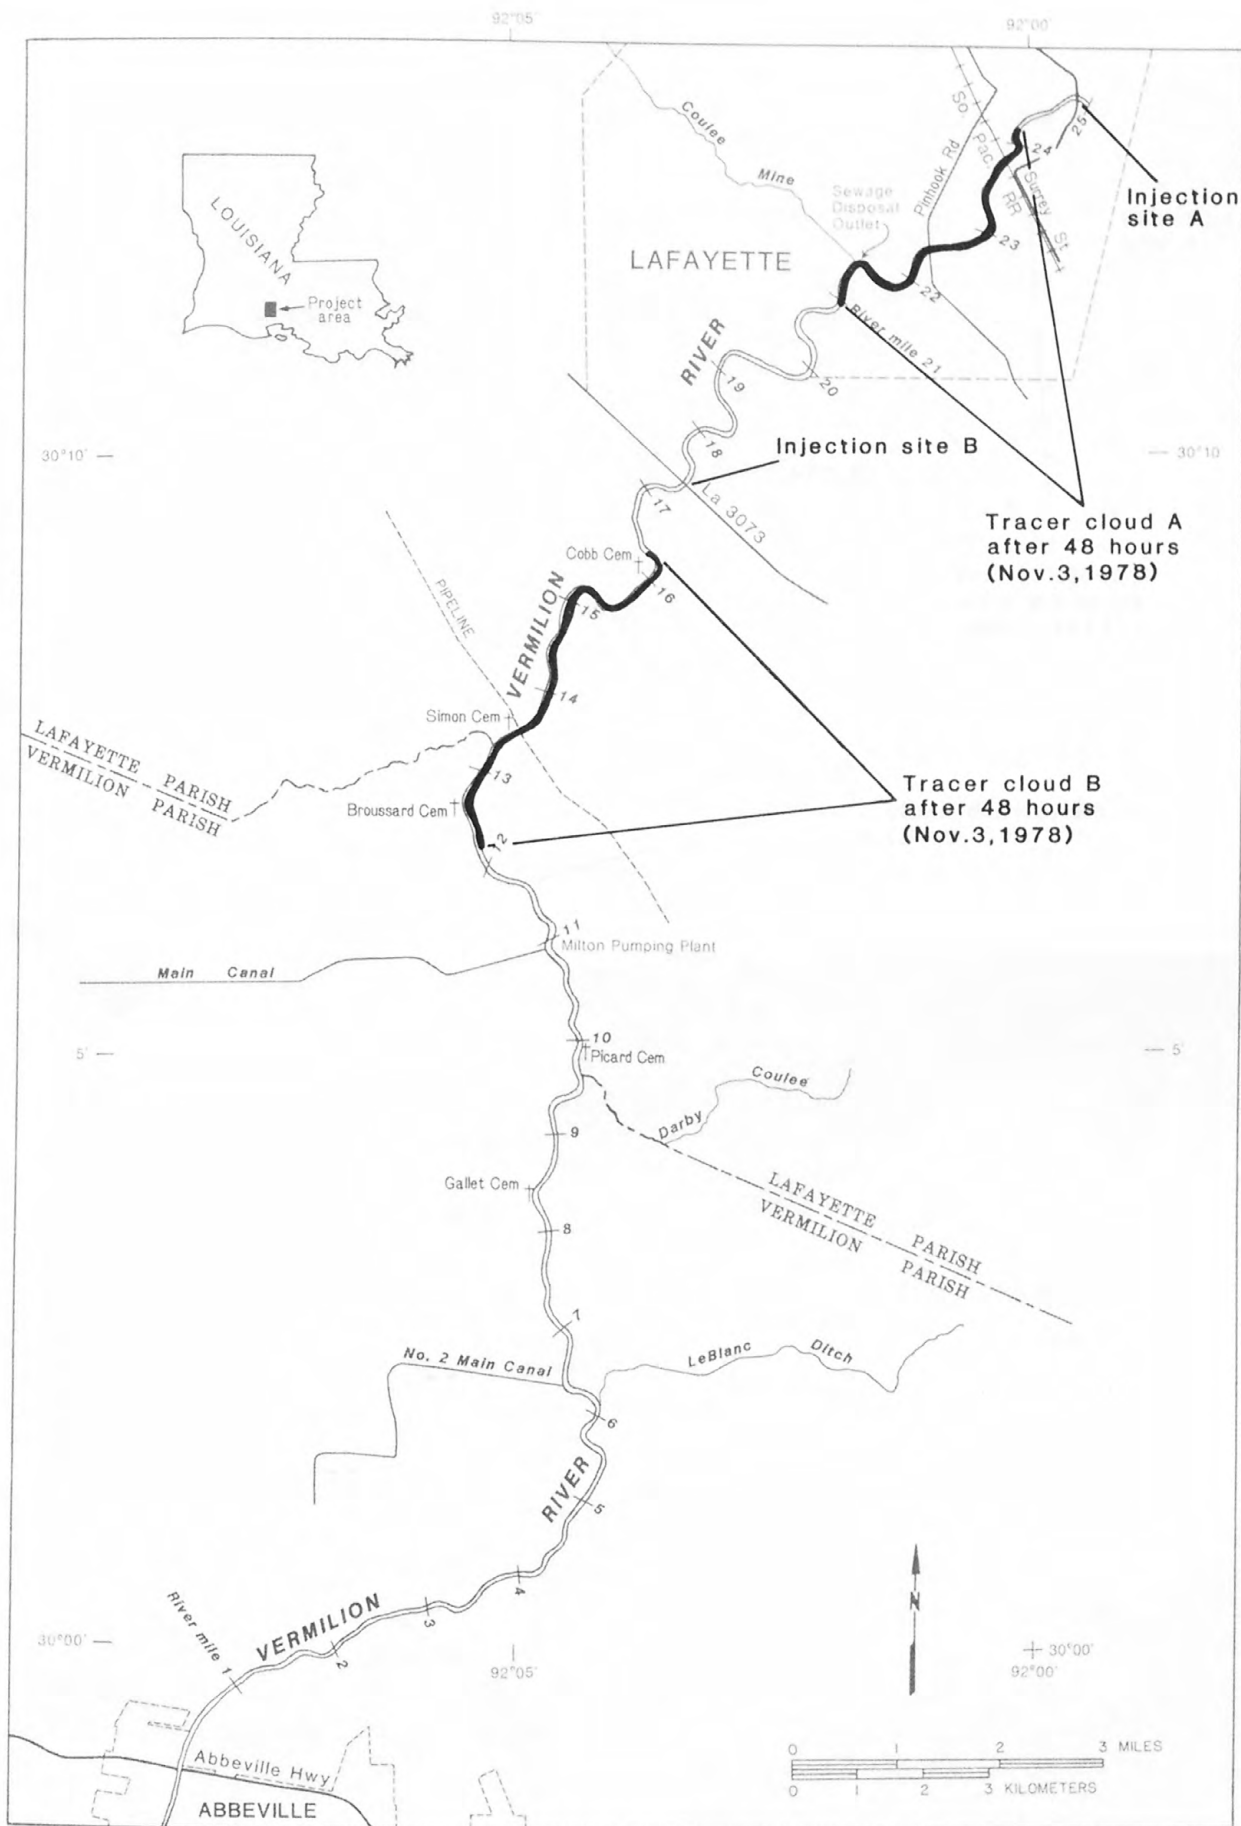 92°05'
92°00'
Coulee
Mine
So.
Pac.
RR
Pinhook Rd
Surrey St
25
24
23
22
Injection
site A
Sewage
Disposal
Outlet
LAFAYETTE
LOUISIANA
Project
area
River mile 21
RIVER
20
19
18
17
30°10'
30°10
Injection site B
La 3073
Tracer cloud A
after 48 hours
(Nov.3,1978)
Cobb Cem
16
15
PIPELINE
VERMILION
14
Simon Cem
LAFAYETTE PARISH
VERMILION PARISH
13
Broussard Cem
12
Tracer cloud B
after 48 hours
(Nov.3,1978)
11
Milton Pumping Plant
Main Canal
10
5'
5'
Picard Cem
Darby Coulee
9
Gallet Cem
8
LAFAYETTE PARISH
VERMILION PARISH
7
No. 2 Main Canal
LeBlanc Ditch
6
RIVER
5
4
3
2
River mile 1
VERMILION
N
30°00'
92°05'
30°00'
92°00'
Abbeville Hwy
ABBEVILLE
0 1 2 3 MILES
0 1 2 3 KILOMETERS